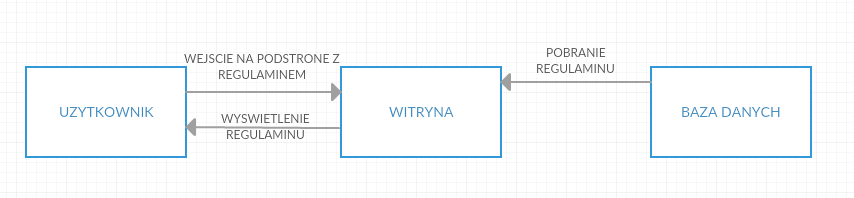 WEJSCIE NA PODSTRONE Z
REGULAMINEM
POBRANIE
REGULAMINU
UZYTKOWNIK
WITRYNA
BAZA DANYCH
WYSWIETLENIE
REGULAMINU